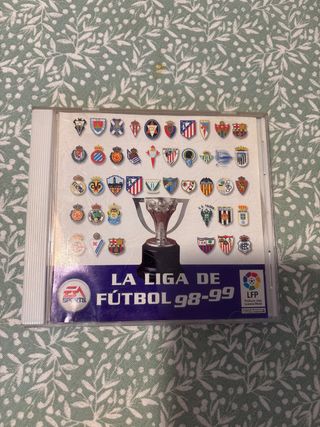 LA LIGA DE
FÚTBOL 98-99
EA
SPORTS
LFP